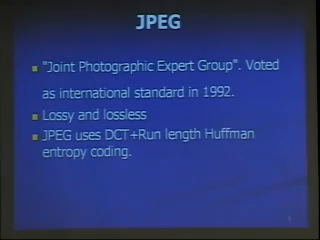 JPEG
"Joint Photographic Expert Group". Voted
as international standard in 1992.
Lossy and lossless
JPEG uses DCT+Run length Huffman
entropy coding.